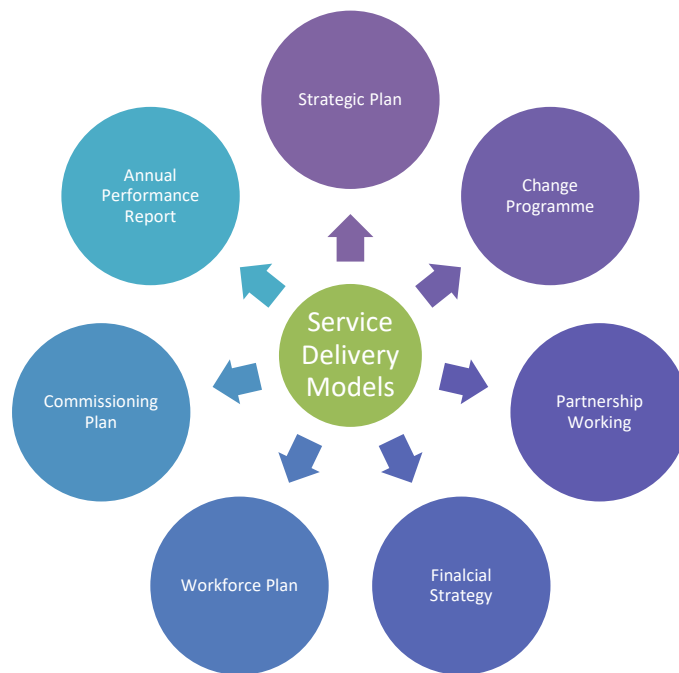 Strategic Plan
Annual
Performance
Report
Change
Programme
Service
Delivery
Models
Commissioning
Plan
Partnership
Working
Workforce Plan
Finalcial
Strategy